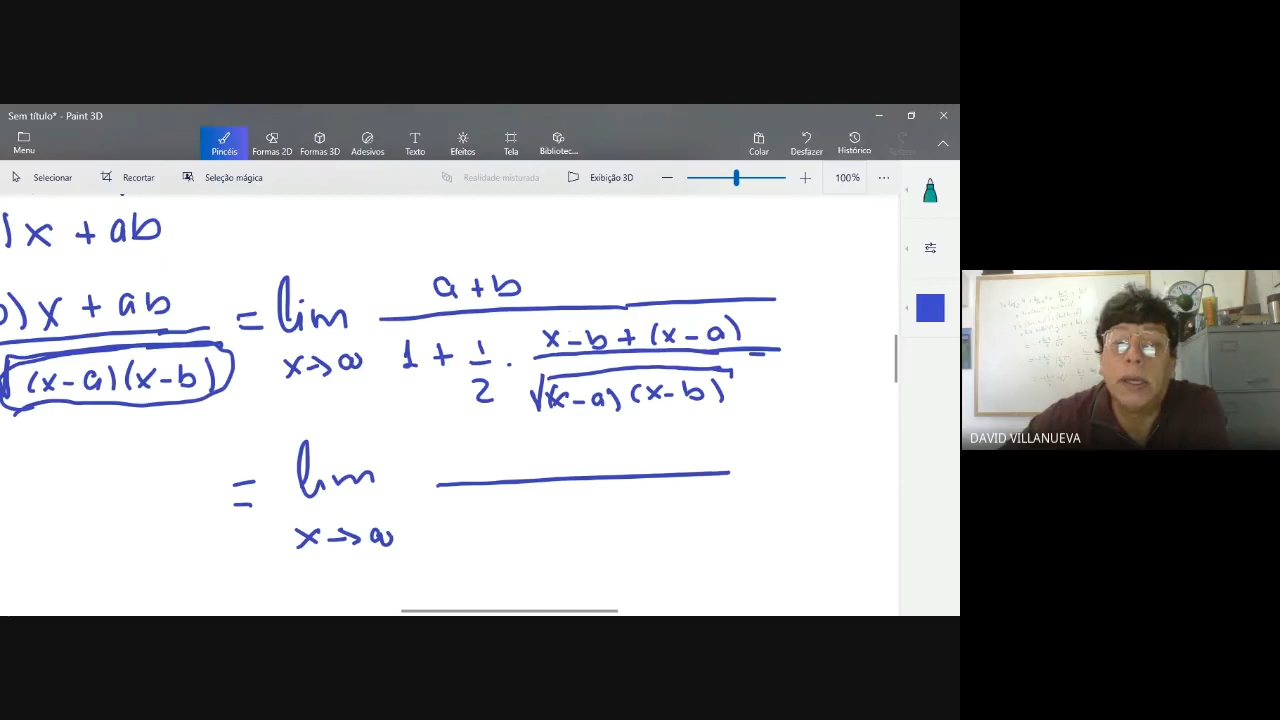 Sem título* - Paint 3D
Menu
Pincéis
Formas 2D
Formas 3D
Adesivos
Texto
Efeitos
Tela
Bibliotec...
Colar
Desfazer
Histórico
Selecionar
Recortar
Seleção mágica
Realidade misturada
Exibição 3D
100%
)x + ab
)x + ab / √(x-a)(x-b) = lim x→∞ a+b / 1 + 1/2 · x-b+(x-a) / √(x-a)(x-b)
= lim x→∞
DAVID VILLANUEVA